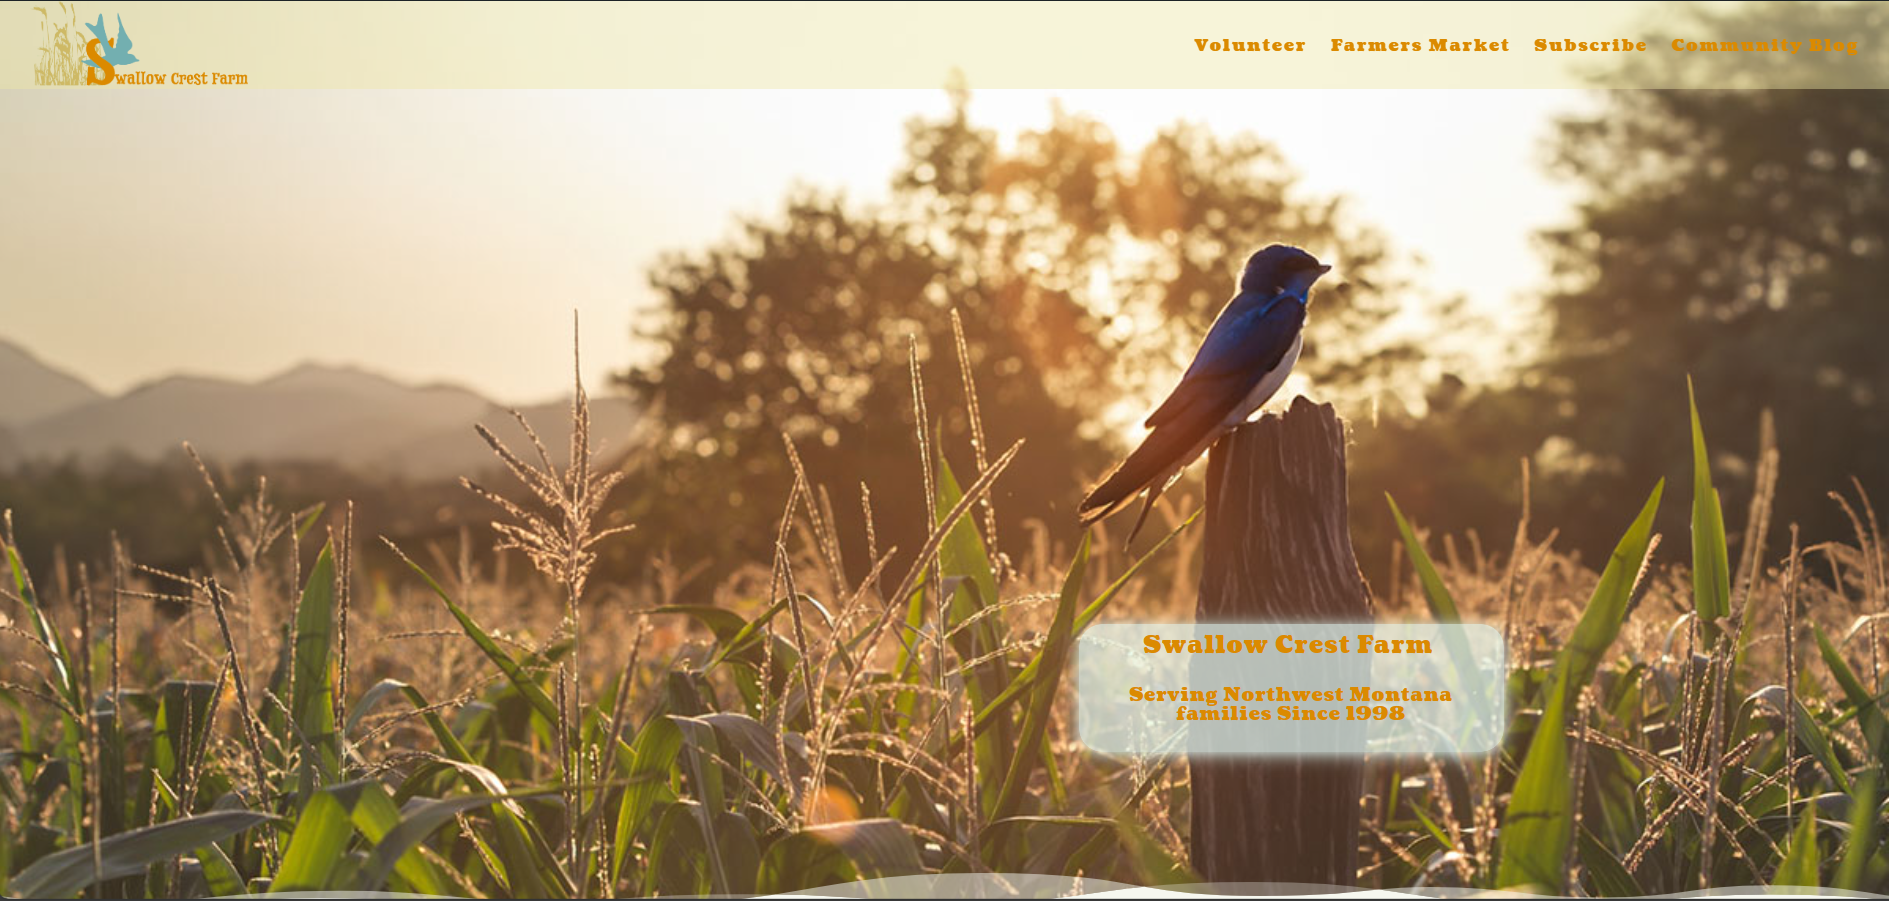 Swallow Crest Farm
Volunteer Farmers Market Subscribe Community Blog
Swallow Crest Farm
Serving Northwest Montana
families Since 1998